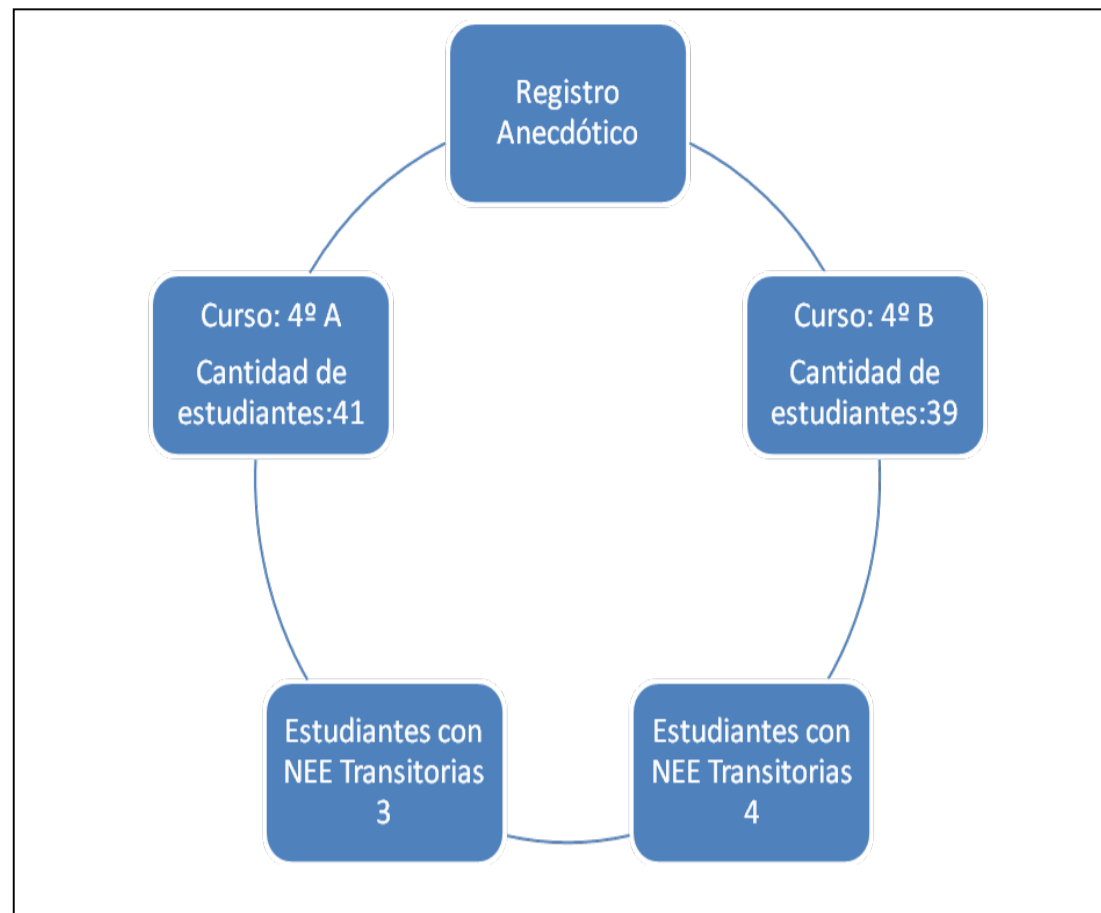 Registro
Anecdótico
Curso: 4º A
Cantidad de
estudiantes:41
Curso: 4º B
Cantidad de
estudiantes:39
Estudiantes con
NEE Transitorias
3
Estudiantes con
NEE Transitorias
4